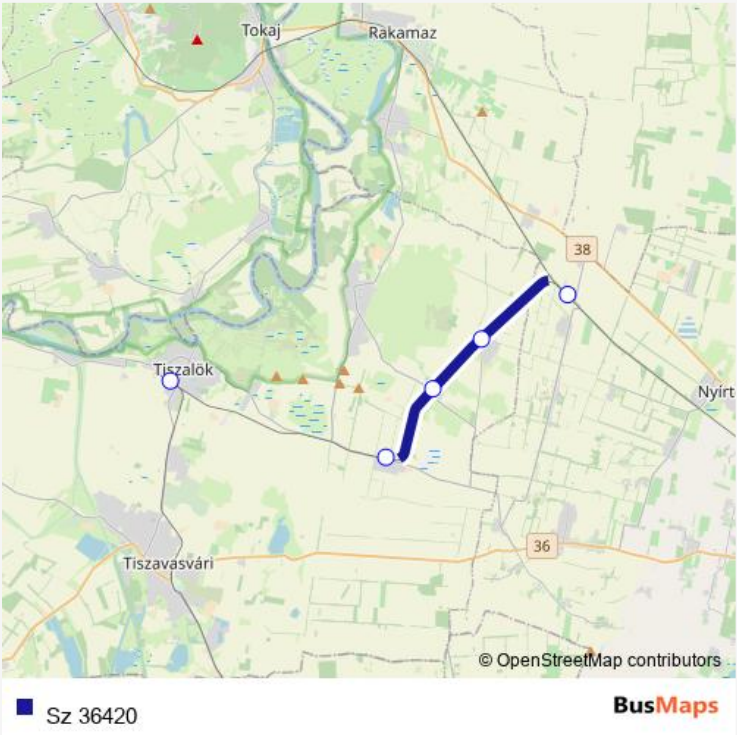 Tokaj
Rakamaz
38
Tiszalök
Nyírt
36
Tiszavasvári
© OpenStreetMap contributors
Sz 36420
BusMaps